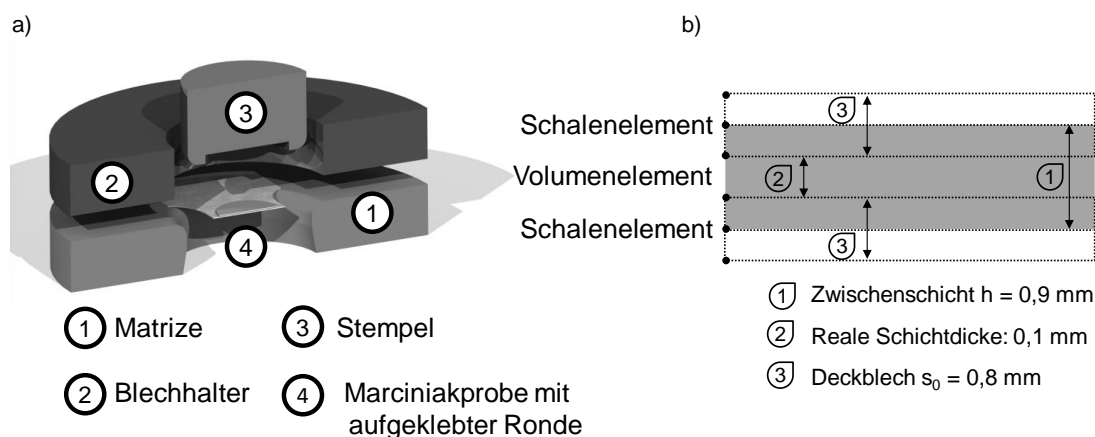 a)
3
2
1
4
1 Matrize
3 Stempel
2 Blechhalter
4 Marciniakprobe mit
aufgeklebter Ronde
b)
Schalenelement
Volumenelement
Schalenelement
3
2
1
3
1 Zwischenschicht h = 0,9 mm
2 Reale Schichtdicke: 0,1 mm
3 Deckblech s₀ = 0,8 mm